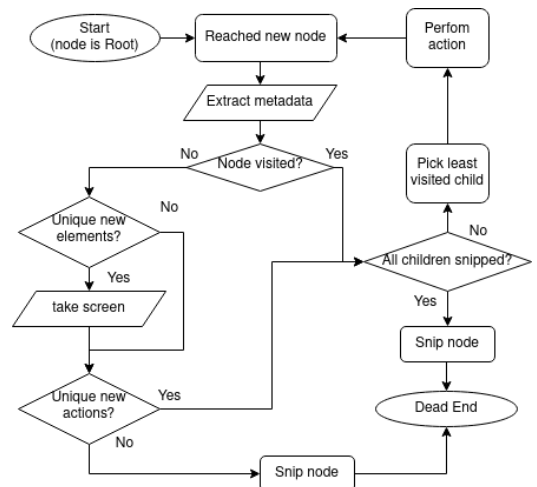 Start
(node is Root)
Reached new node
Perfom
action
Extract metadata
No
Node visited?
Yes
Pick least
visited child
Unique new
elements?
No
No
All children snipped?
Yes
Yes
take screen
Snip node
Unique new
actions?
Yes
Dead End
No
Snip node